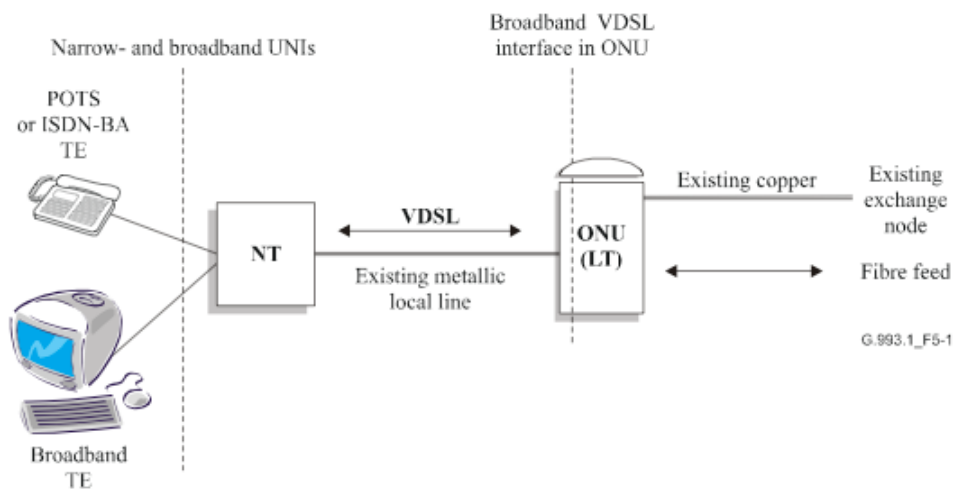 Broadband VDSL
interface in ONU
Narrow- and broadband UNIs
POTS
or ISDN-BA
TE
Existing copper
Existing
exchange
node
VDSL
NT
ONU
(LT)
Existing metallic
local line
Fibre feed
G.993.1_F5-1
Broadband
TE